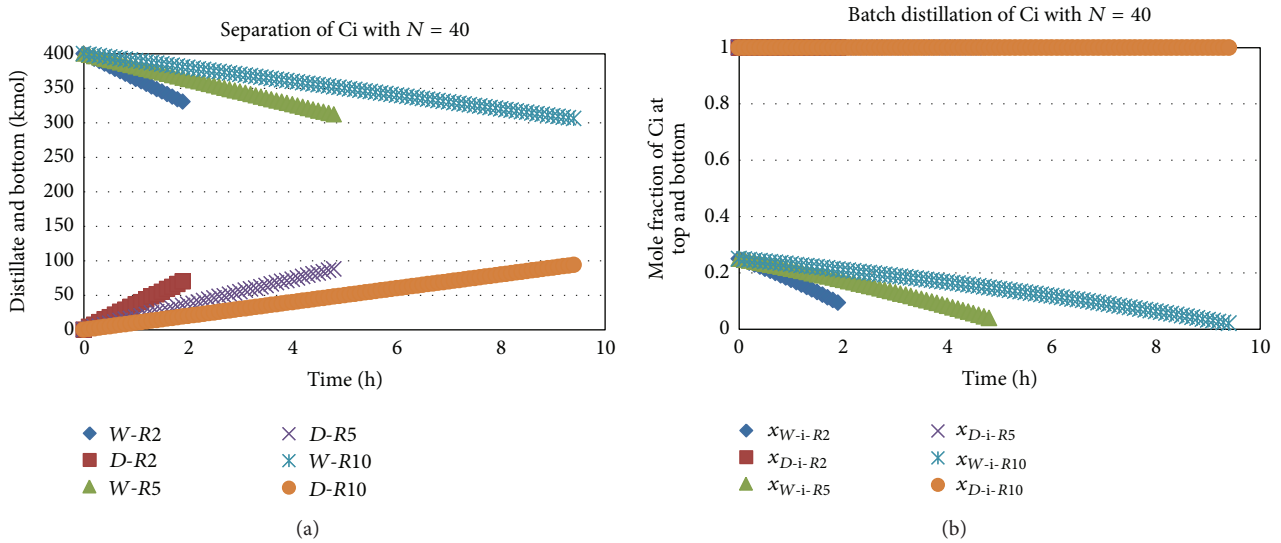 Separation of Ci with N = 40
Distillate and bottom (kmol)
400
350
300
250
200
150
100
50
0
0 2 4 6 8 10
Time (h)
W-R2
D-R2
W-R5
D-R5
W-R10
D-R10
(a)
Batch distillation of Ci with N = 40
Mole fraction of Ci at
top and bottom
1
0.8
0.6
0.4
0.2
0
0 2 4 6 8 10
Time (h)
xW-i-R2
xD-i-R2
xW-i-R5
xD-i-R5
xW-i-R10
xD-i-R10
(b)